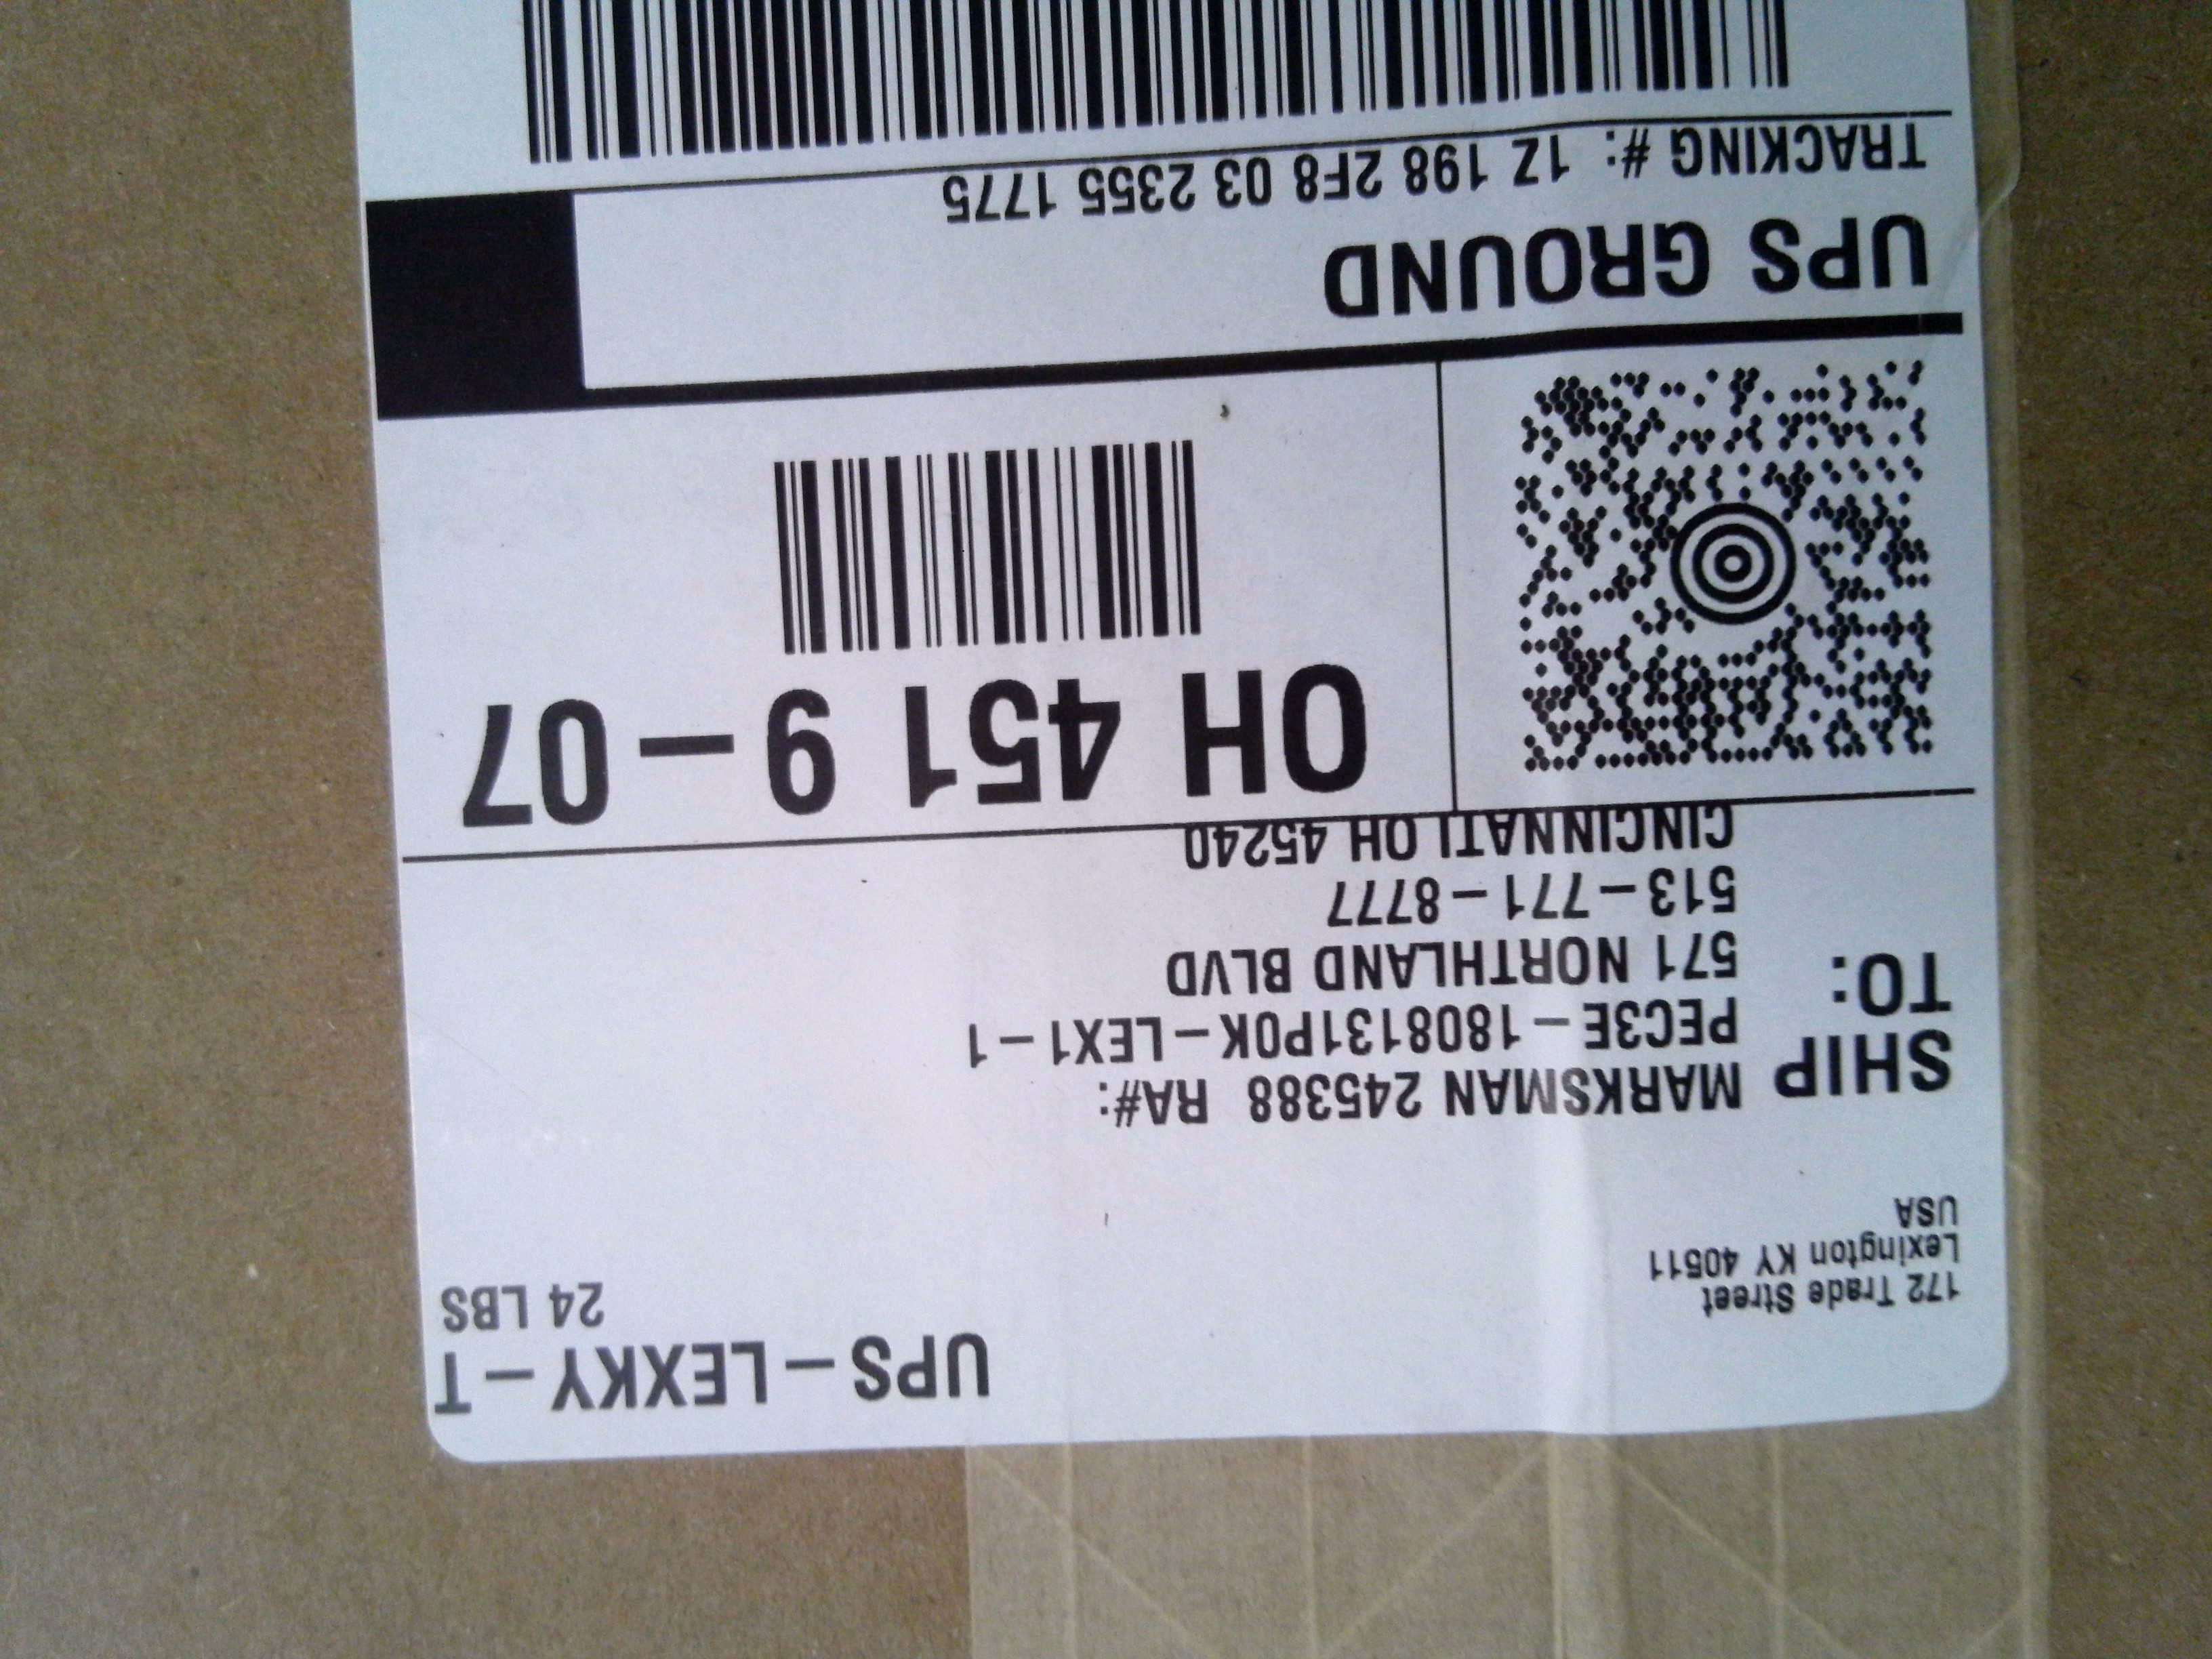 UPS-LEXKY-T
24 LBS
172 Trade Street
Lexington KY 40511
USA
SHIP
TO:
MARKSMAN 245388 RA#:
PEC3E-1808131P0K-LEX1-1
571 NORTHLAND BLVD
513-771-8777
CINCINNATI OH 45240
OH 451 9-07
UPS GROUND
TRACKING #: 1Z 198 2F8 03 2355 1775